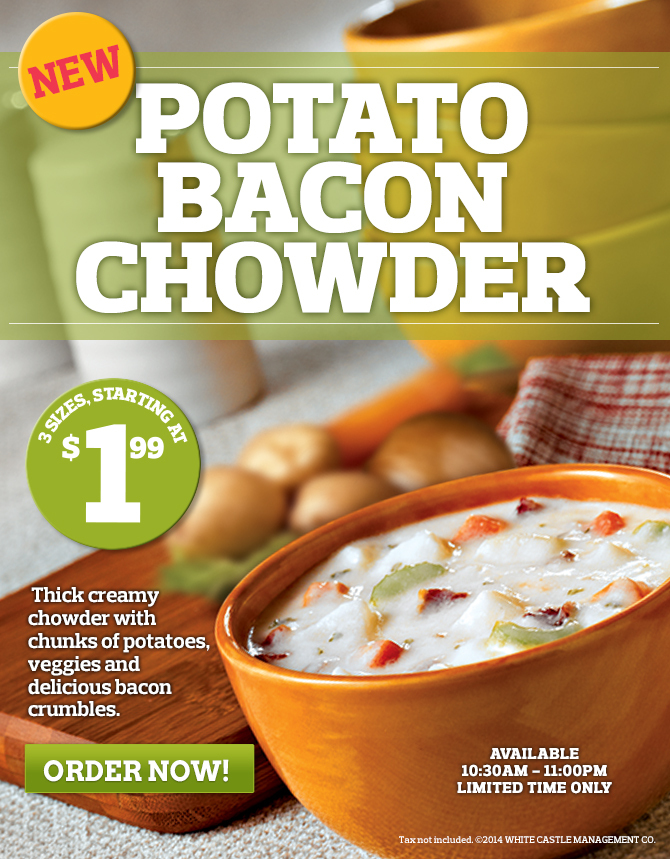 NEW
POTATO
BACON
CHOWDER
3 SIZES, STARTING AT
$1.99
Thick creamy
chowder with
chunks of potatoes,
veggies and
delicious bacon
crumbles.
ORDER NOW!
AVAILABLE
10:30AM – 11:00PM
LIMITED TIME ONLY
Tax not included. ©2014 WHITE CASTLE MANAGEMENT CO.